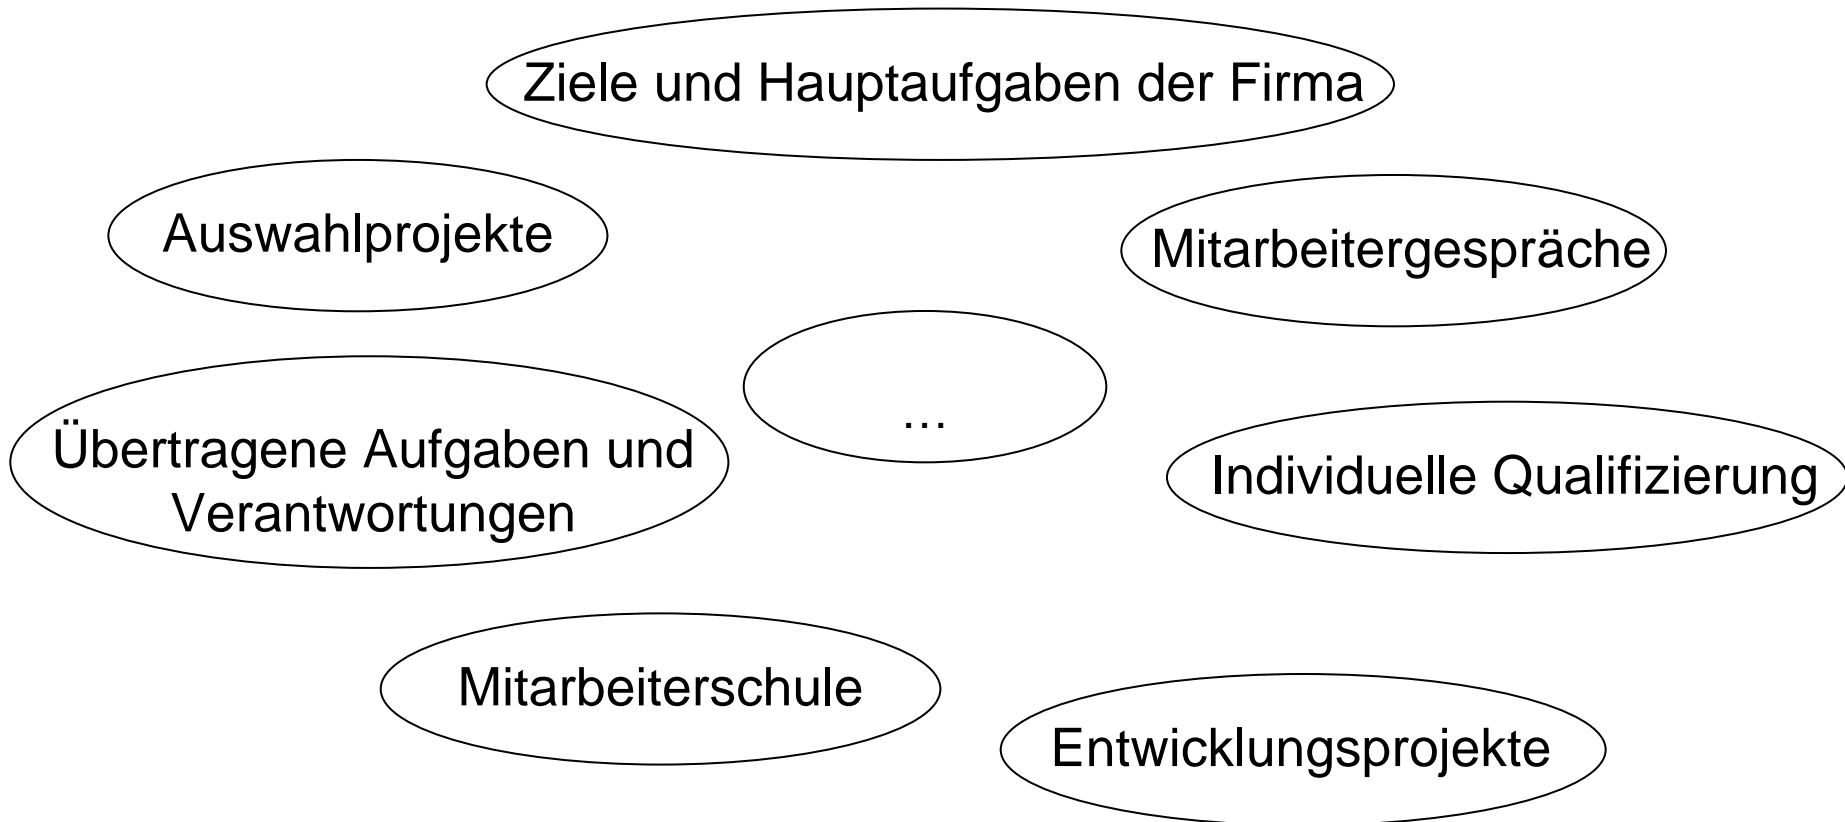 Ziele und Hauptaufgaben der Firma
Auswahlprojekte
Mitarbeitergespräche
…
Übertragene Aufgaben und
Verantwortungen
Individuelle Qualifizierung
Mitarbeiterschule
Entwicklungsprojekte